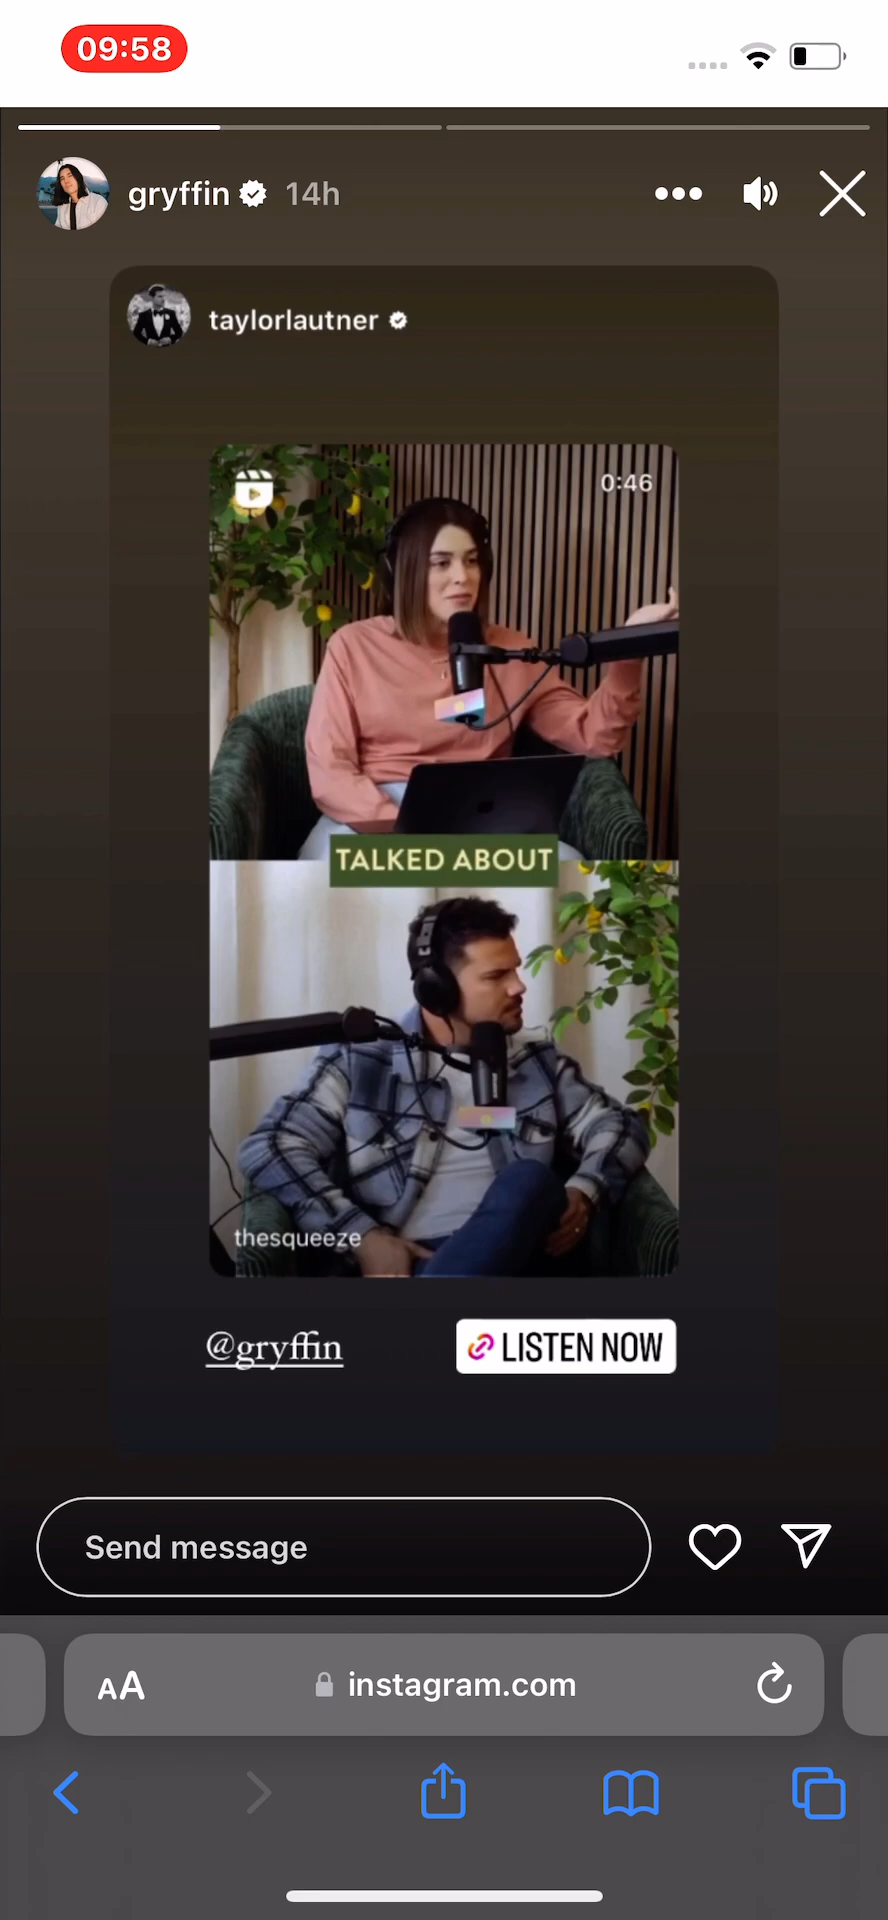 09:58
gryffin 14h
taylorlautner
0:46
TALKED ABOUT
thesqueeze
@gryffin
LISTEN NOW
Send message
AA instagram.com